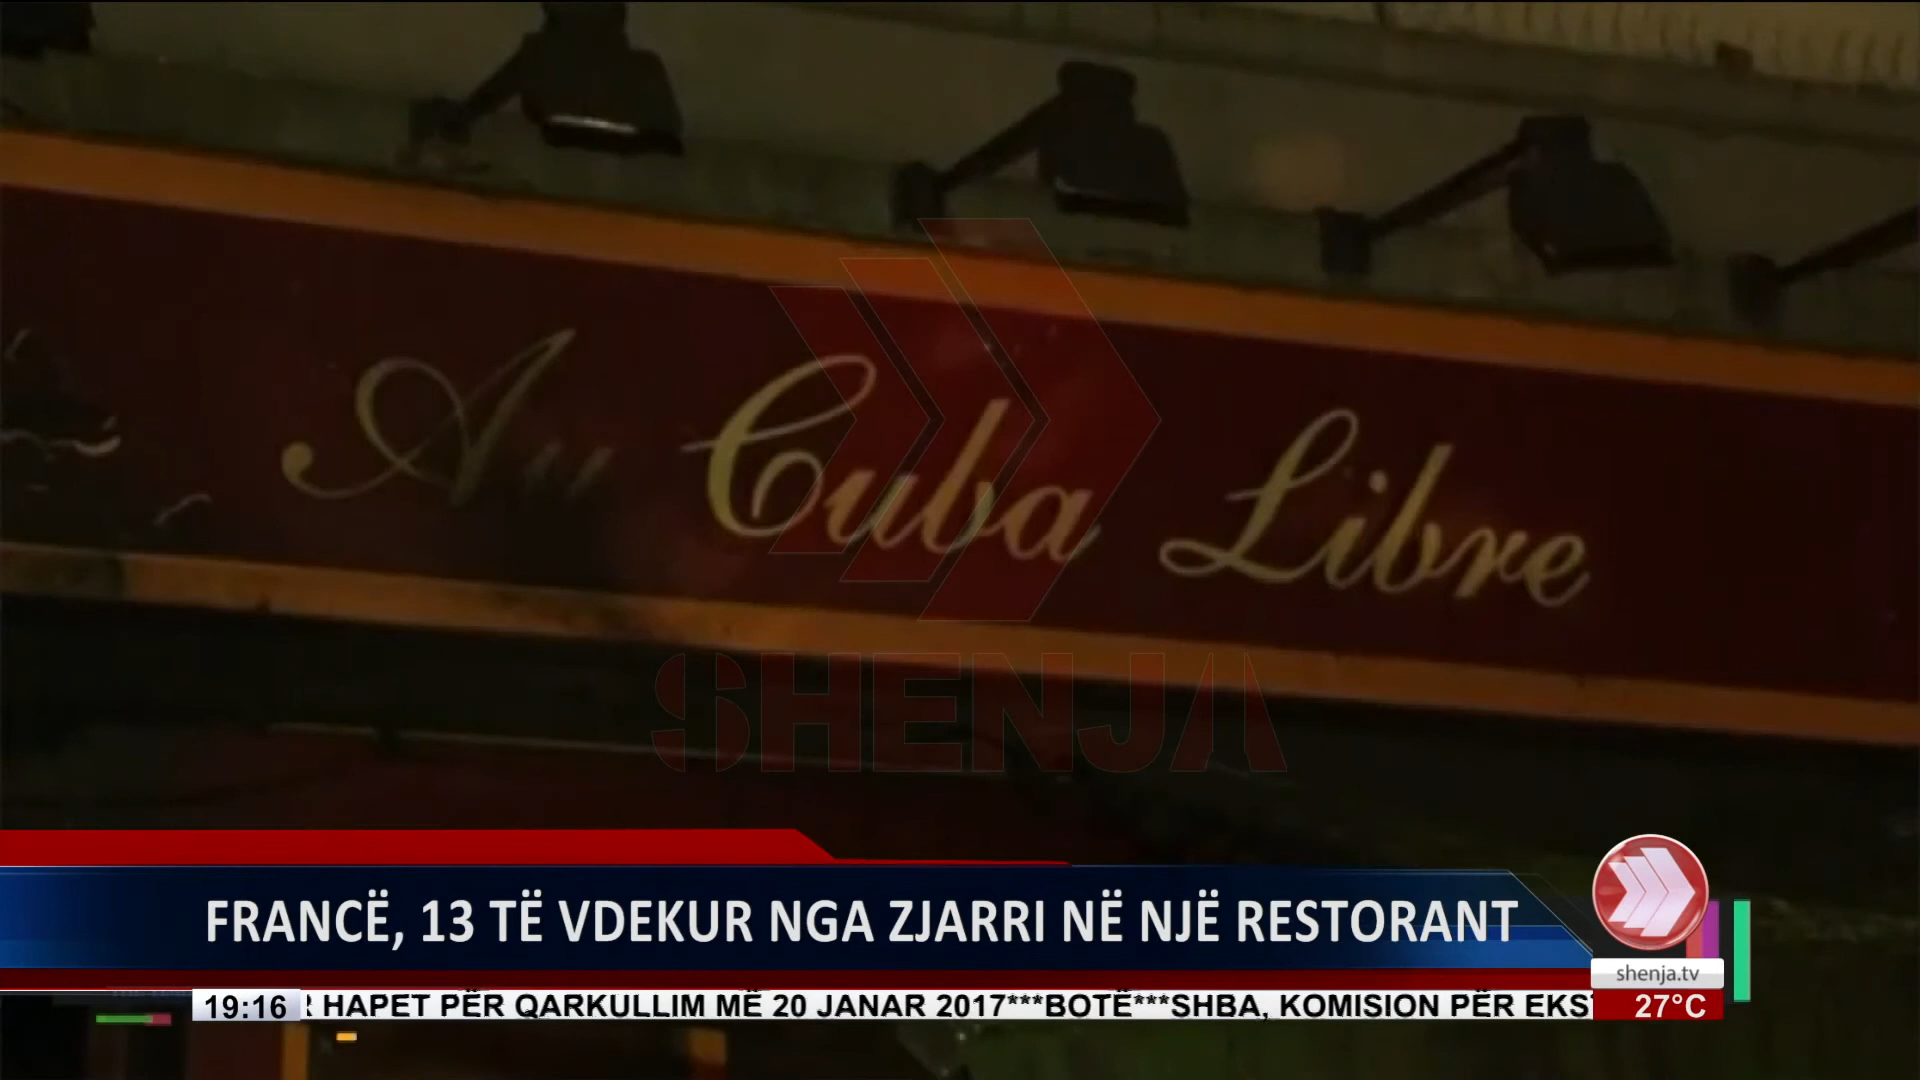 Au Cuba Libre
SHENJA
FRANCË, 13 TË VDEKUR NGA ZJARRI NË NJË RESTORANT
shenja.tv
19:16 R HAPET PËR QARKULLIM MË 20 JANAR 2017***BOTË***SHBA, KOMISION PËR EKS 27°C